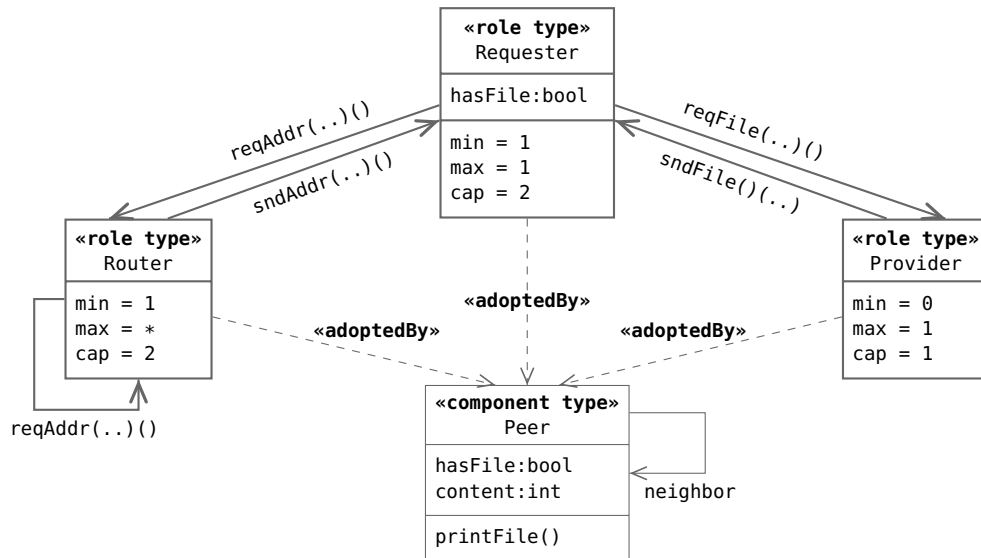 «role type»
Requester
hasFile:bool
min = 1
max = 1
cap = 2
reqAddr(..)()
sndAddr(..)()
reqFile(..)()
sndFile()(..)
«role type»
Router
min = 1
max = *
cap = 2
reqAddr(..)()
«role type»
Provider
min = 0
max = 1
cap = 1
«adoptedBy»
«adoptedBy»
«adoptedBy»
«component type»
Peer
hasFile:bool
content:int
printFile()
neighbor